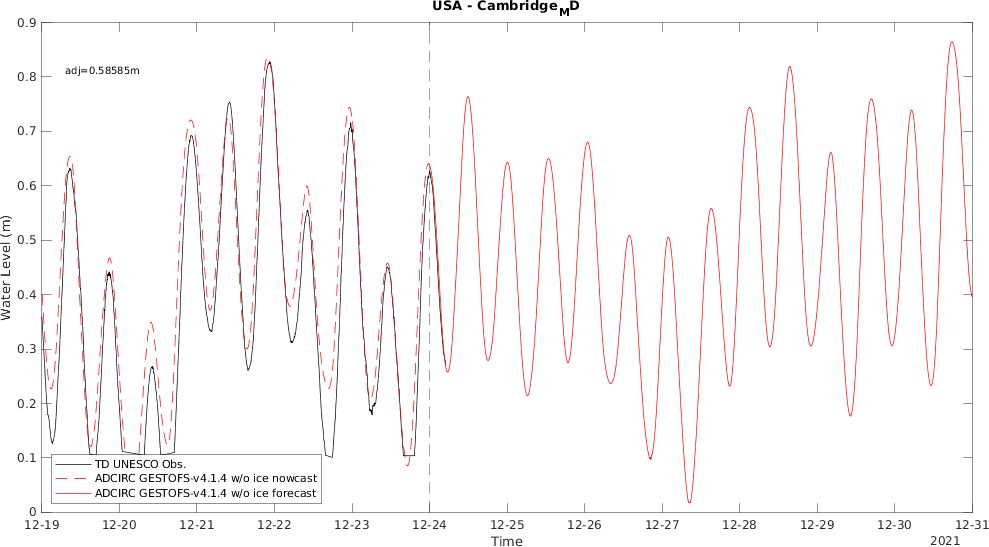 USA - Cambridge_MD
0.9
0.8
0.7
0.6
0.5
0.4
0.3
0.2
0.1
0
Water Level (m)
adj=0.58585m
TD UNESCO Obs.
ADCIRC GESTOFS-v4.1.4 w/o ice nowcast
ADCIRC GESTOFS-v4.1.4 w/o ice forecast
12-19 12-20 12-21 12-22 12-23 12-24 12-25 12-26 12-27 12-28 12-29 12-30 12-31
Time
2021